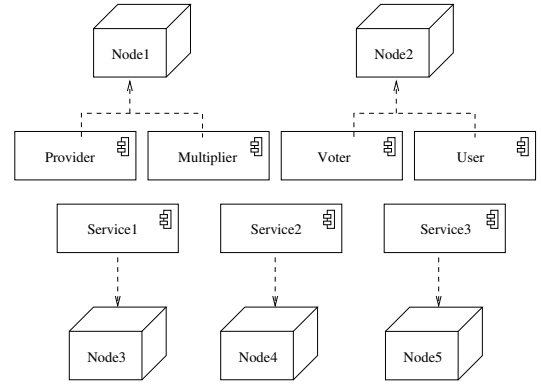 Node1
Node2
Provider
Multiplier
Voter
User
Service1
Service2
Service3
Node3
Node4
Node5